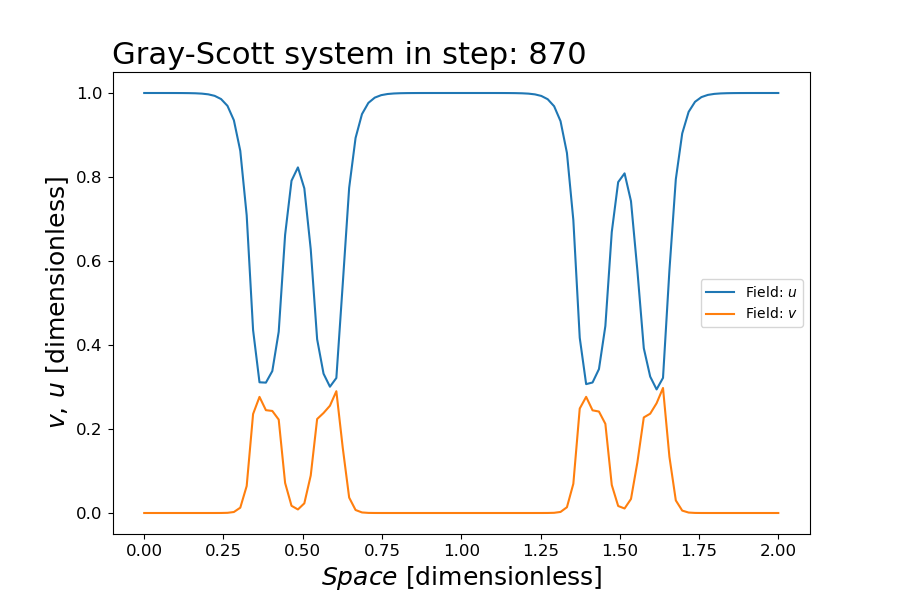 Gray-Scott system in step: 870
v, u [dimensionless]
1.0
0.8
0.6
0.4
0.2
0.0
Field: u
Field: v
0.00 0.25 0.50 0.75 1.00 1.25 1.50 1.75 2.00
Space [dimensionless]